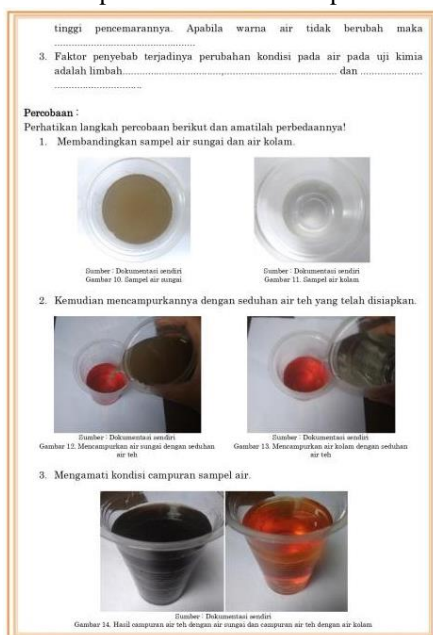 tinggi pencemarannya. Apabila warna air tidak berubah maka
..................................................
3. Faktor penyebab terjadinya perubahan kondisi pada air pada uji kimia
adalah limbah.................................,....................................... dan ......................
...............................
Percobaan :
Perhatikan langkah percobaan berikut dan amatilah perbedaannya!
1. Membandingkan sampel air sungai dan air kolam.
Sumber : Dokumentasi sendiri
Gambar 10. Sampel air sungai
Sumber : Dokumentasi sendiri
Gambar 11. Sampel air kolam
2. Kemudian mencampurkannya dengan seduhan air teh yang telah disiapkan.
Sumber : Dokumentasi sendiri
Gambar 12. Mencampurkan air sungai dengan seduhan
air teh
Sumber : Dokumentasi sendiri
Gambar 13. Mencampurkan air kolam dengan seduhan
air teh
3. Mengamati kondisi campuran sampel air.
Sumber : Dokumentasi sendiri
Gambar 14. Hasil campuran air teh dengan air sungai dan campuran air teh dengan air kolam